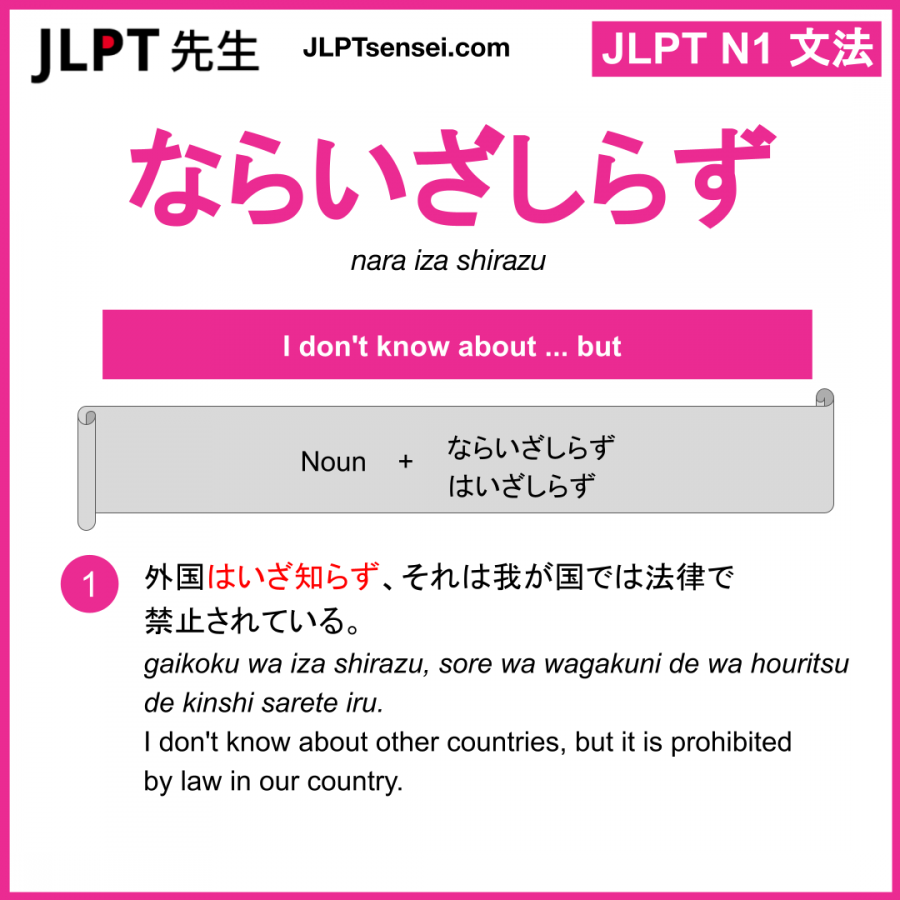 JLPT 先生
JLPTsensei.com
JLPT N1 文法
ならいざしらず
nara iza shirazu
I don't know about ... but
Noun + ならいざしらず
はいざしらず
1
外国はいざ知らず、それは我が国では法律で
禁止されている。
gaikoku wa iza shirazu, sore wa wagakuni de wa houritsu
de kinshi sarete iru.
I don't know about other countries, but it is prohibited
by law in our country.